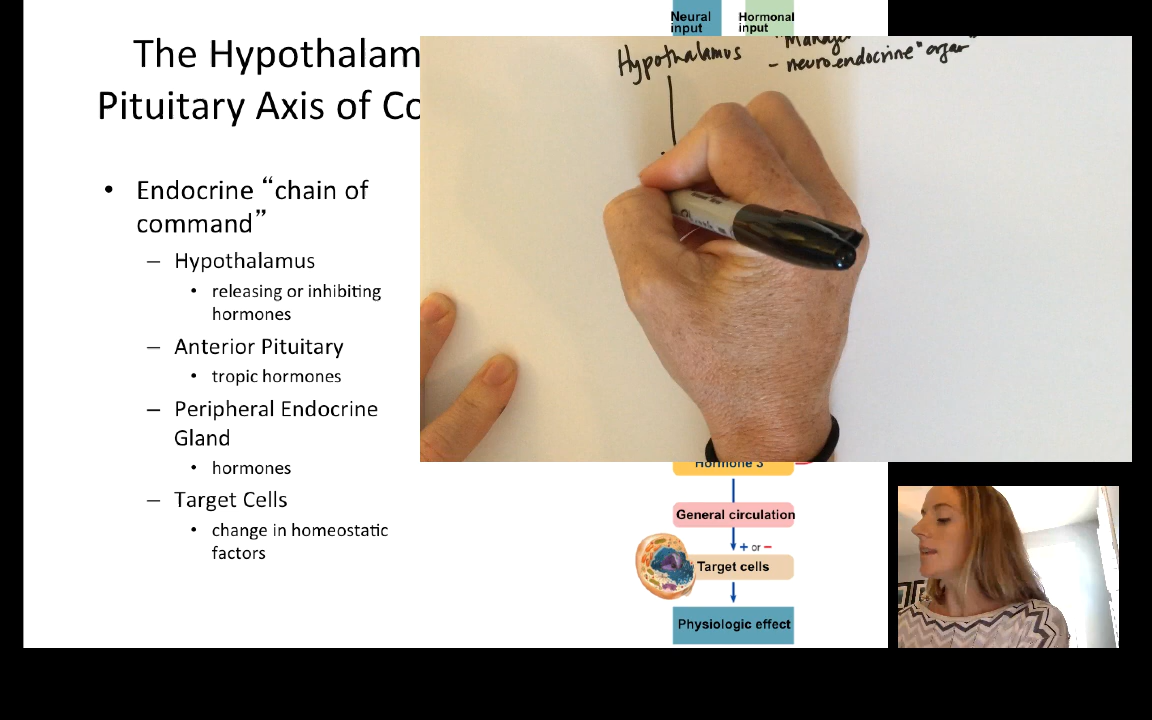 The Hypothalam
Pituitary Axis of Co
• Endocrine “chain of
command”
– Hypothalamus
• releasing or inhibiting
hormones
– Anterior Pituitary
• tropic hormones
– Peripheral Endocrine
Gland
• hormones
– Target Cells
• change in homeostatic
factors
Neural
input
Hormonal
input
Hypothalamus
"Manager
- neuroendocrine "organ"
Hormone 3
General circulation
+ or −
Target cells
Physiologic effect